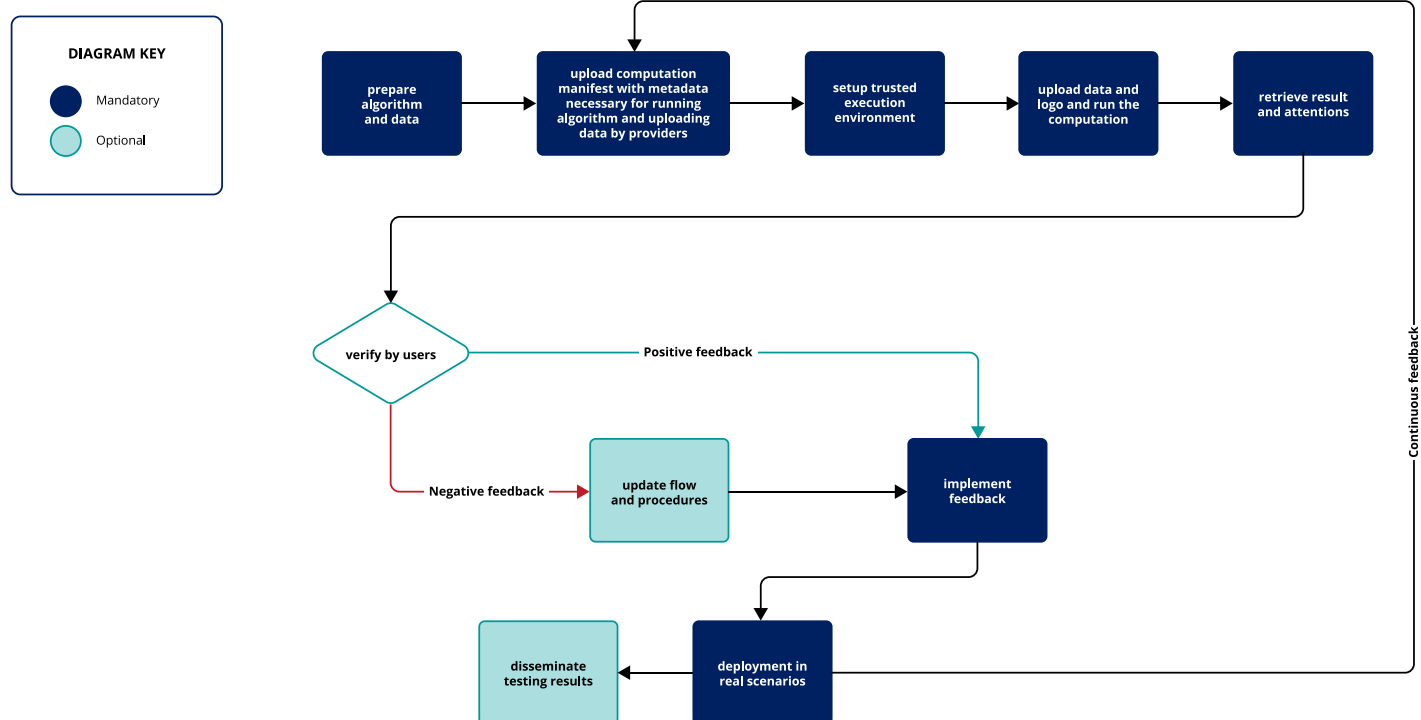 DIAGRAM KEY
Mandatory
Optional
prepare
algorithm
and data
upload computation
manifest with metadata
necessary for running
algorithm and uploading
data by providers
setup trusted
execution
environment
upload data and
logo and run the
computation
retrieve result
and attentions
verify by users
Positive feedback
Negative feedback
update flow
and procedures
implement
feedback
Continuous feedback
disseminate
testing results
deployment in
real scenarios